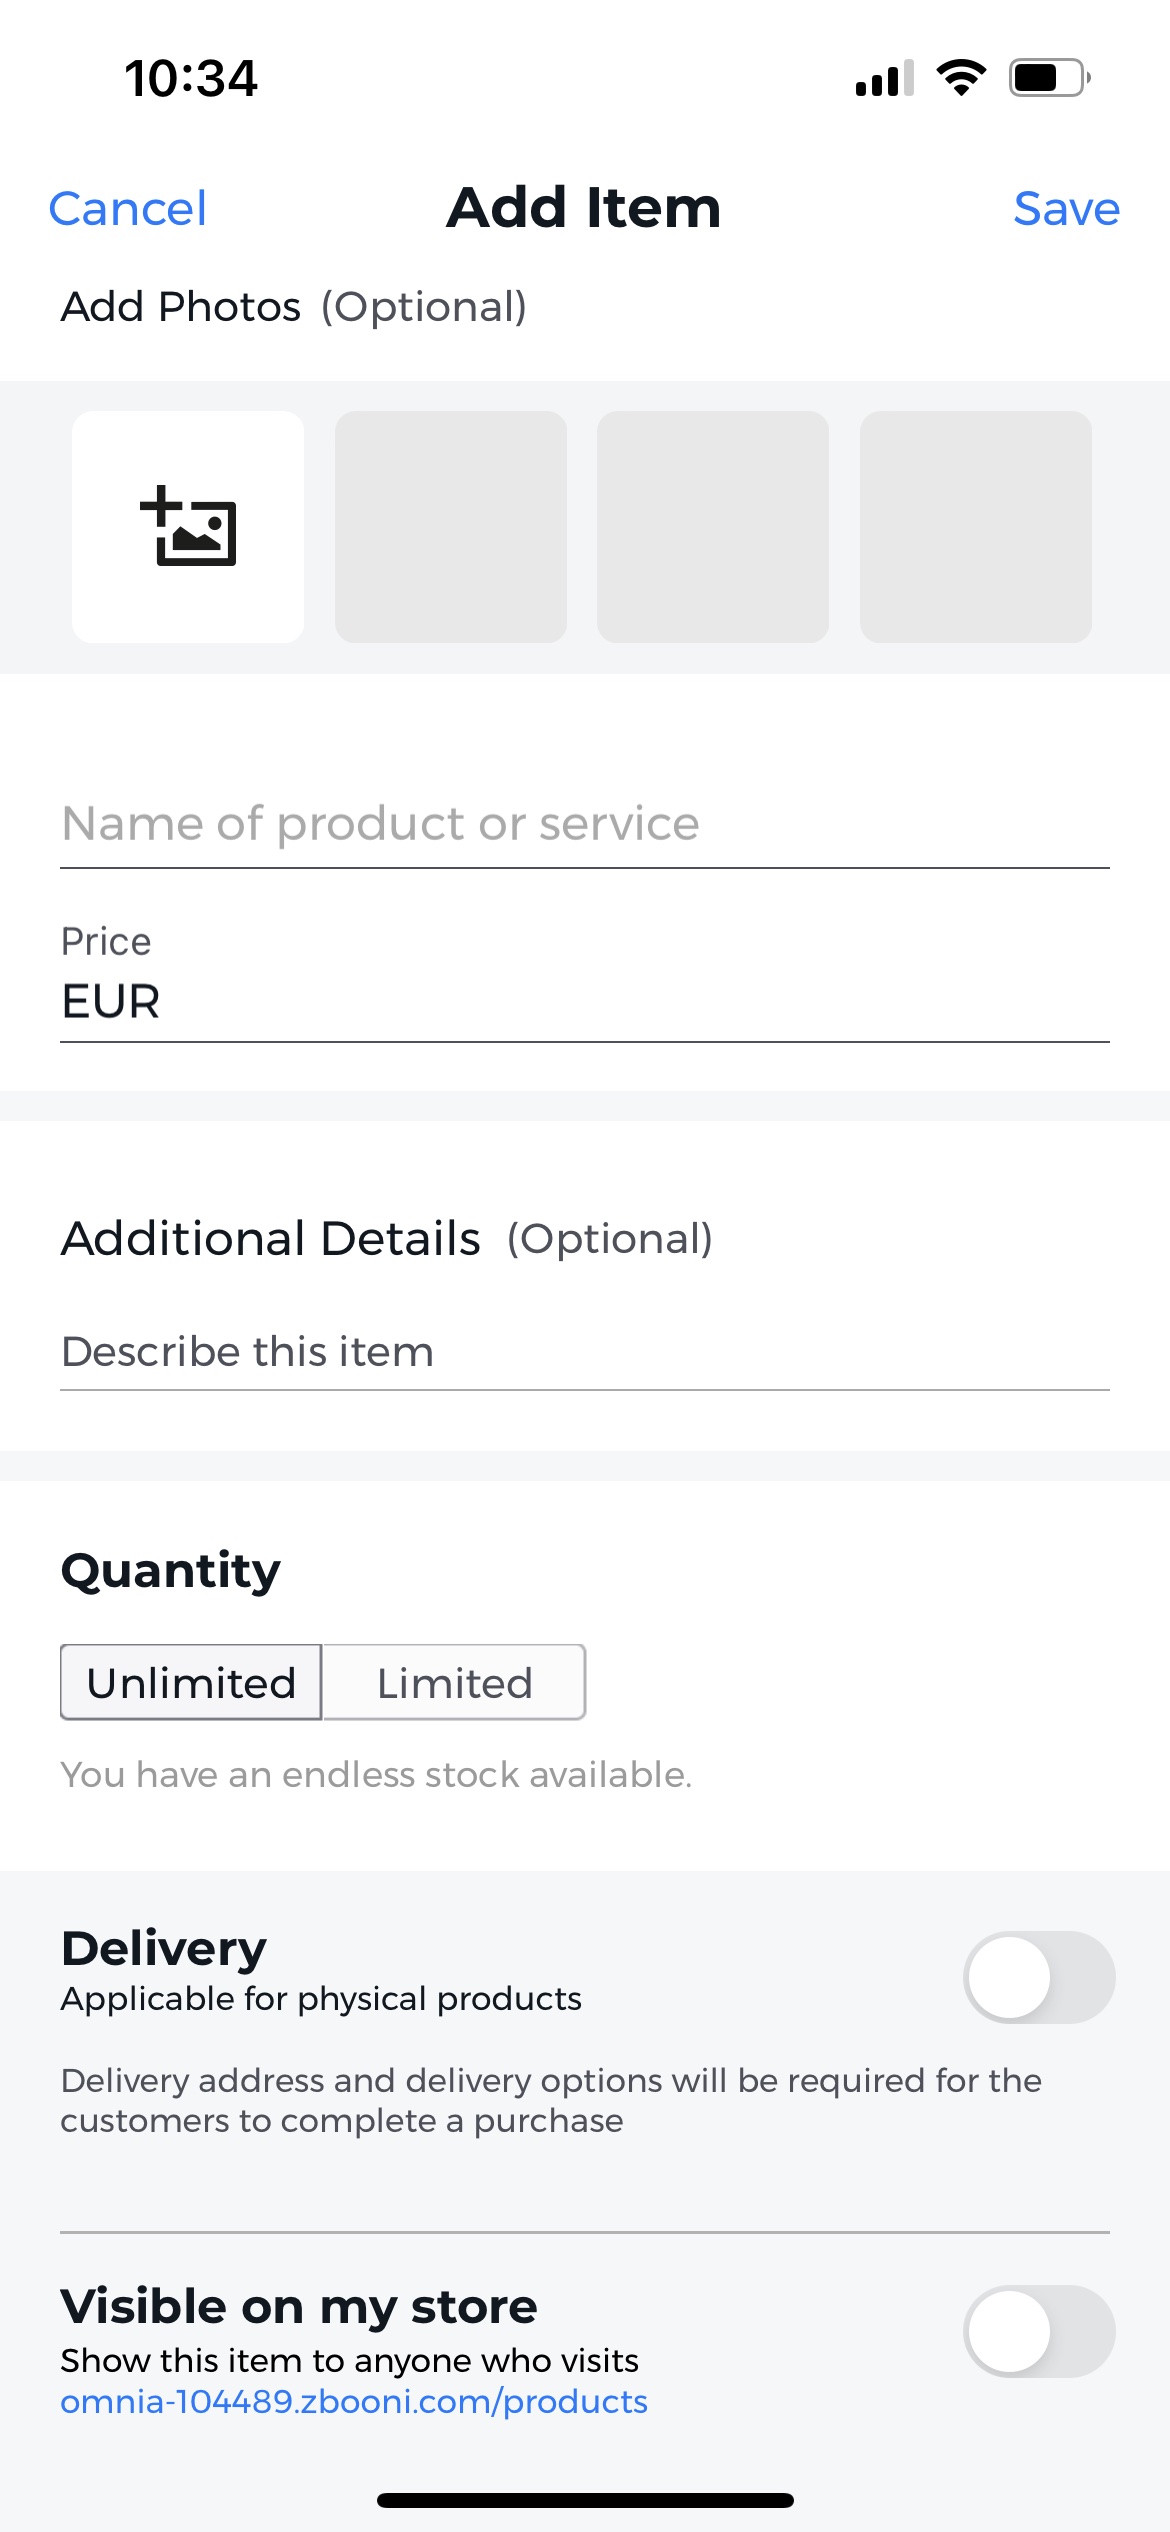 10:34
Cancel
Add Item
Save
Add Photos (Optional)
Name of product or service
Price
EUR
Additional Details (Optional)
Describe this item
Quantity
Unlimited
Limited
You have an endless stock available.
Delivery
Applicable for physical products
Delivery address and delivery options will be required for the
customers to complete a purchase
Visible on my store
Show this item to anyone who visits
omnia-104489.zbooni.com/products